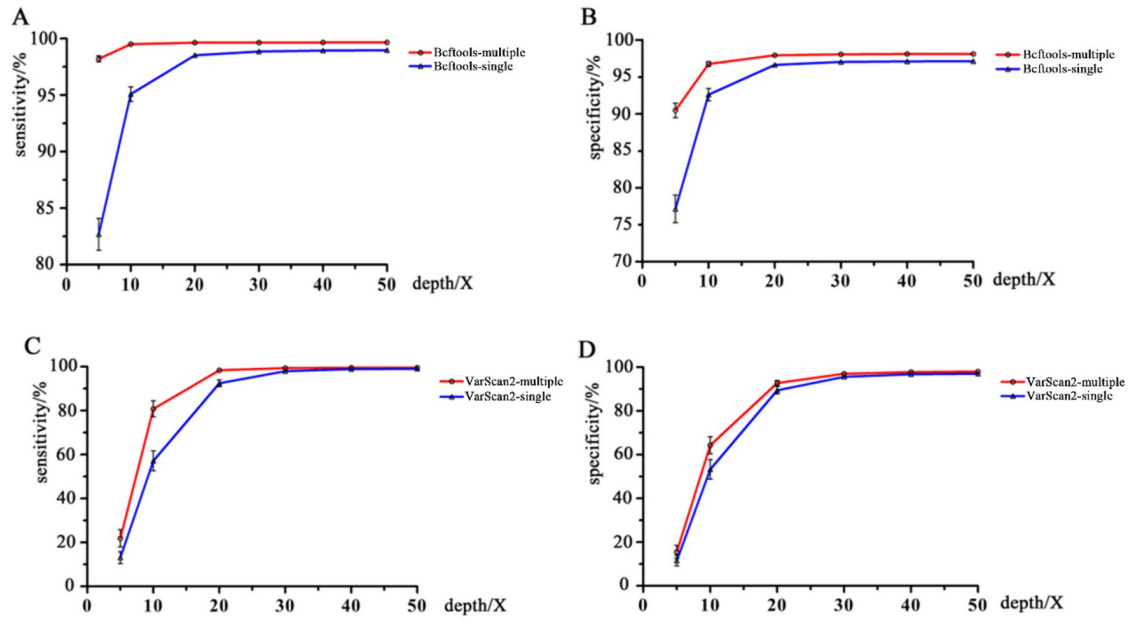 A
sensitivity/%
100
95
90
85
80
0
10
20
30
40
50
depth/X
Bcftools-multiple
Bcftools-single
B
specificity/%
100
95
90
85
80
75
70
0
10
20
30
40
50
depth/X
Bcftools-multiple
Bcftools-single
C
sensitivity/%
100
80
60
40
20
0
0
10
20
30
40
50
depth/X
VarScan2-multiple
VarScan2-single
D
specificity/%
100
80
60
40
20
0
0
10
20
30
40
50
depth/X
VarScan2-multiple
VarScan2-single